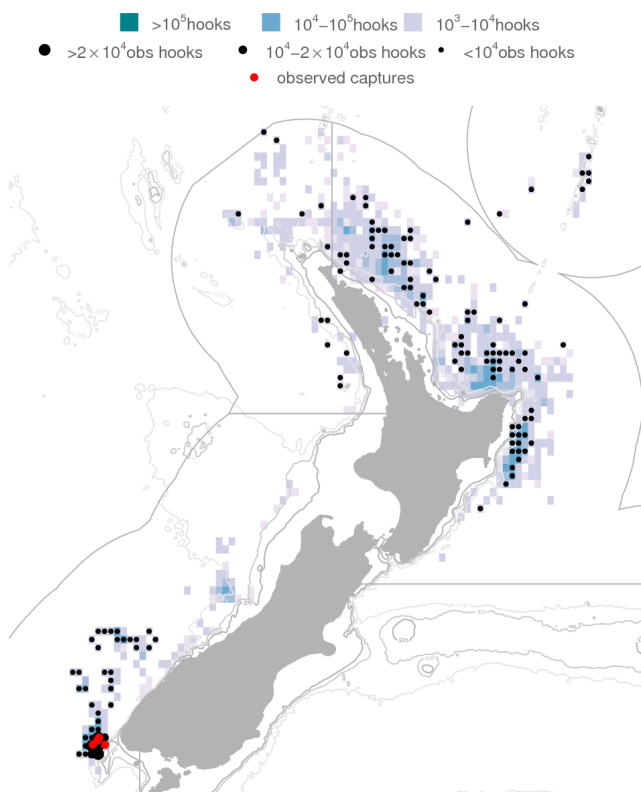 >10⁵hooks 10⁴−10⁵hooks 10³−10⁴hooks
>2×10⁴obs hooks 10⁴−2×10⁴obs hooks <10⁴obs hooks
observed captures